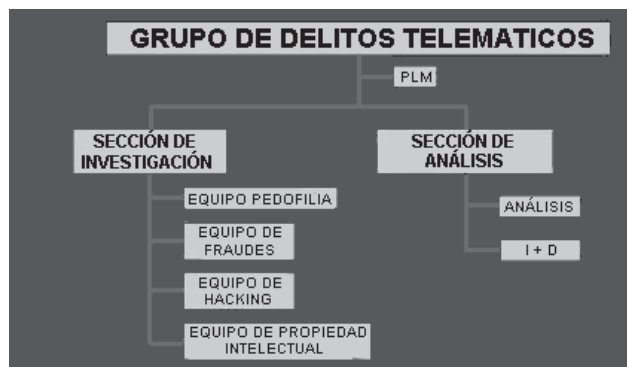 GRUPO DE DELITOS TELEMATICOS
PLM
SECCIÓN DE
INVESTIGACIÓN
EQUIPO PEDOFILIA
EQUIPO DE
FRAUDES
EQUIPO DE
HACKING
EQUIPO DE PROPIEDAD
INTELECTUAL
SECCIÓN DE
ANÁLISIS
ANÁLISIS
I + D